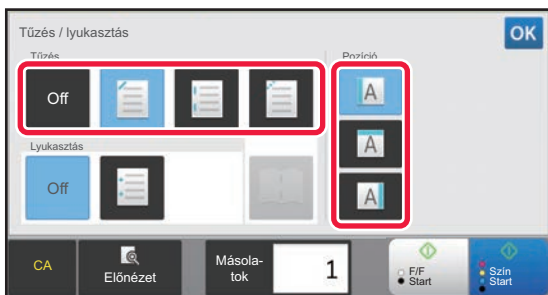 Tűzés / lyukasztás
OK
Tűzés
Pozíció
Off
A
A
A
Lyukasztás
Off
CA
Előnézet
Másola-
tok
1
F/F
Start
Szín
Start